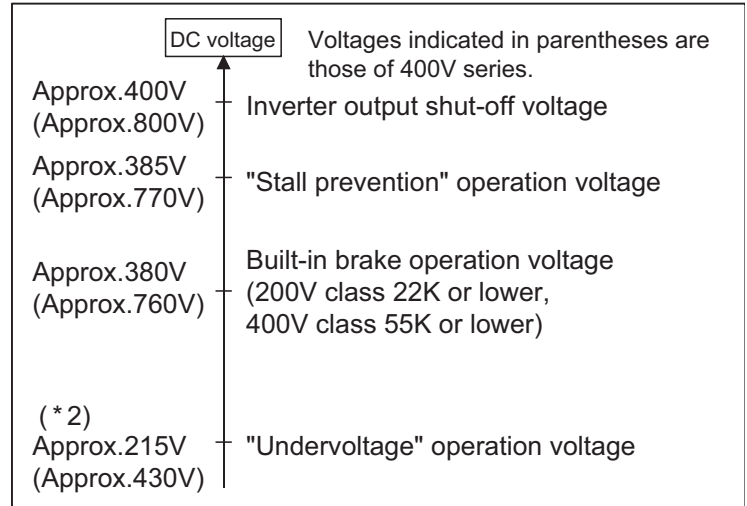 DC voltage
Voltages indicated in parentheses are
those of 400V series.
Approx.400V
(Approx.800V)
Inverter output shut-off voltage
Approx.385V
(Approx.770V)
"Stall prevention" operation voltage
Approx.380V
(Approx.760V)
Built-in brake operation voltage
(200V class 22K or lower,
400V class 55K or lower)
(*2)
Approx.215V
(Approx.430V)
"Undervoltage" operation voltage